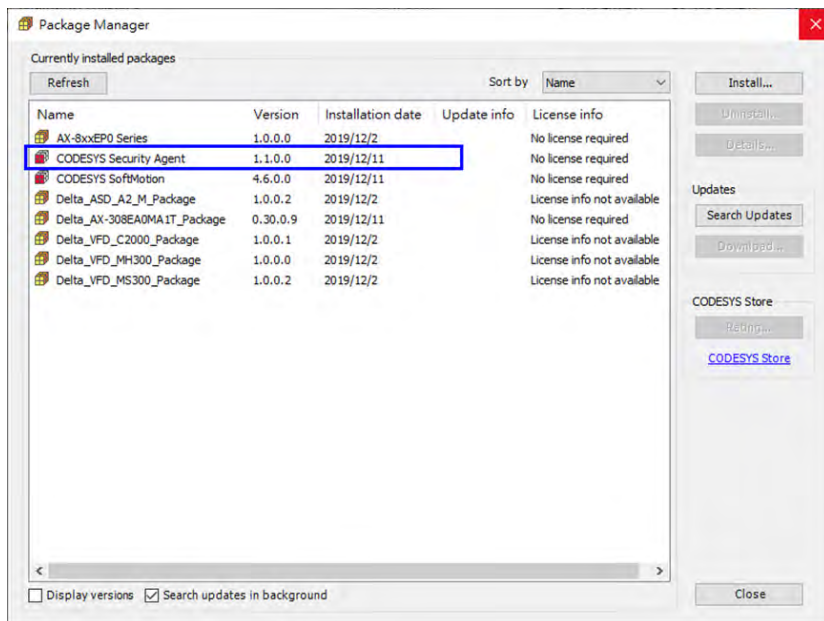 Package Manager
Currently installed packages
Refresh
Sort by Name
Install...
Name Version Installation date Update info License info
Uninstall...
AX-8xxEP0 Series 1.0.0.0 2019/12/2 No license required
CODESYS Security Agent 1.1.0.0 2019/12/11 No license required
Details...
CODESYS SoftMotion 4.6.0.0 2019/12/11 No license required
Delta_ASD_A2_M_Package 1.0.0.2 2019/12/2 License info not available
Updates
Delta_AX-308EA0MA1T_Package 0.30.0.9 2019/12/11 No license required
Search Updates
Delta_VFD_C2000_Package 1.0.0.1 2019/12/2 License info not available
Download...
Delta_VFD_MH300_Package 1.0.0.0 2019/12/2 License info not available
Delta_VFD_MS300_Package 1.0.0.2 2019/12/2 License info not available
CODESYS Store
Rating...
CODESYS Store
Display versions Search updates in background
Close